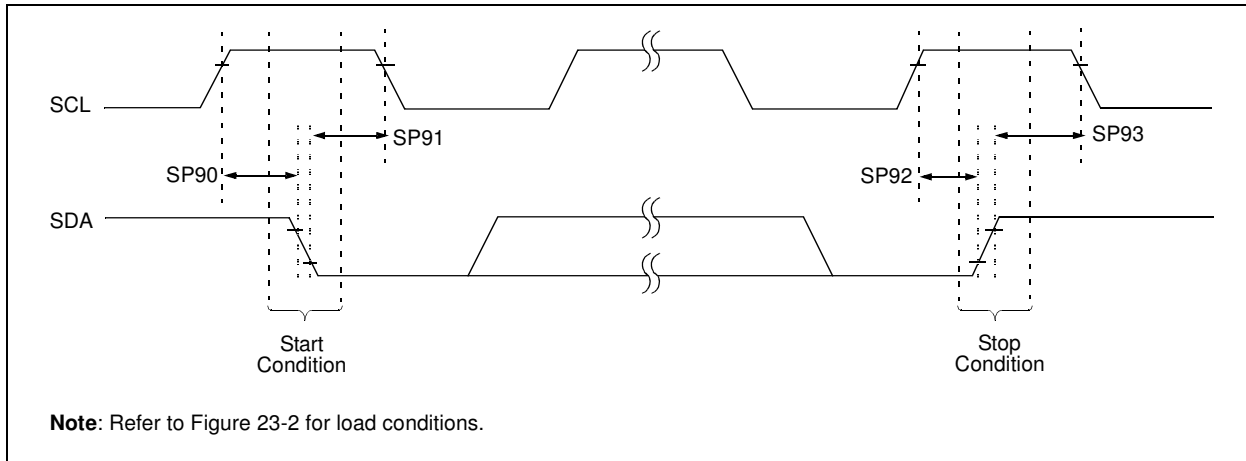 SCL
SP91
SP93
SP90
SP92
SDA
Start
Condition
Stop
Condition
Note: Refer to Figure 23-2 for load conditions.